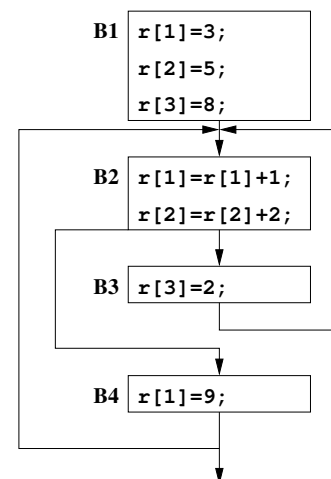 B1 r[1]=3;
r[2]=5;
r[3]=8;
B2 r[1]=r[1]+1;
r[2]=r[2]+2;
B3 r[3]=2;
B4 r[1]=9;